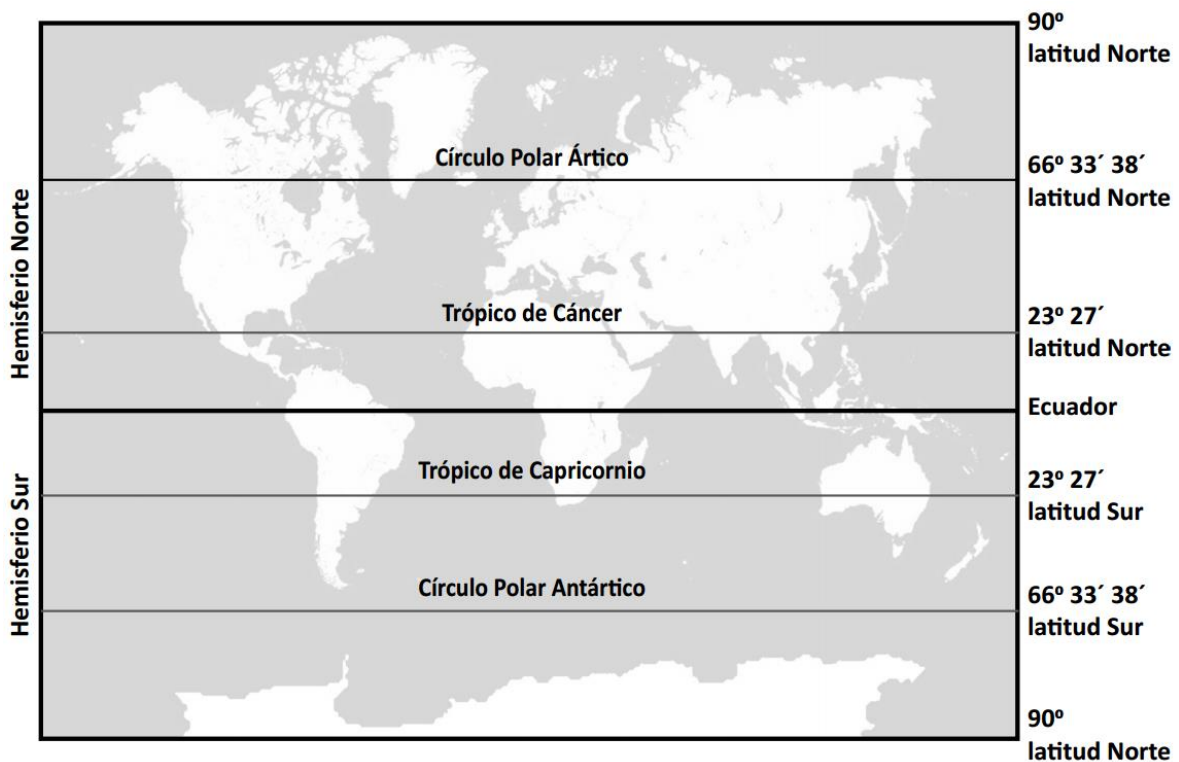 90º
latitud Norte
Círculo Polar Ártico
66º 33´ 38´
latitud Norte
Hemisferio Norte
Trópico de Cáncer
23º 27´
latitud Norte
Ecuador
Trópico de Capricornio
23º 27´
latitud Sur
Hemisferio Sur
Círculo Polar Antártico
66º 33´ 38´
latitud Sur
90º
latitud Norte